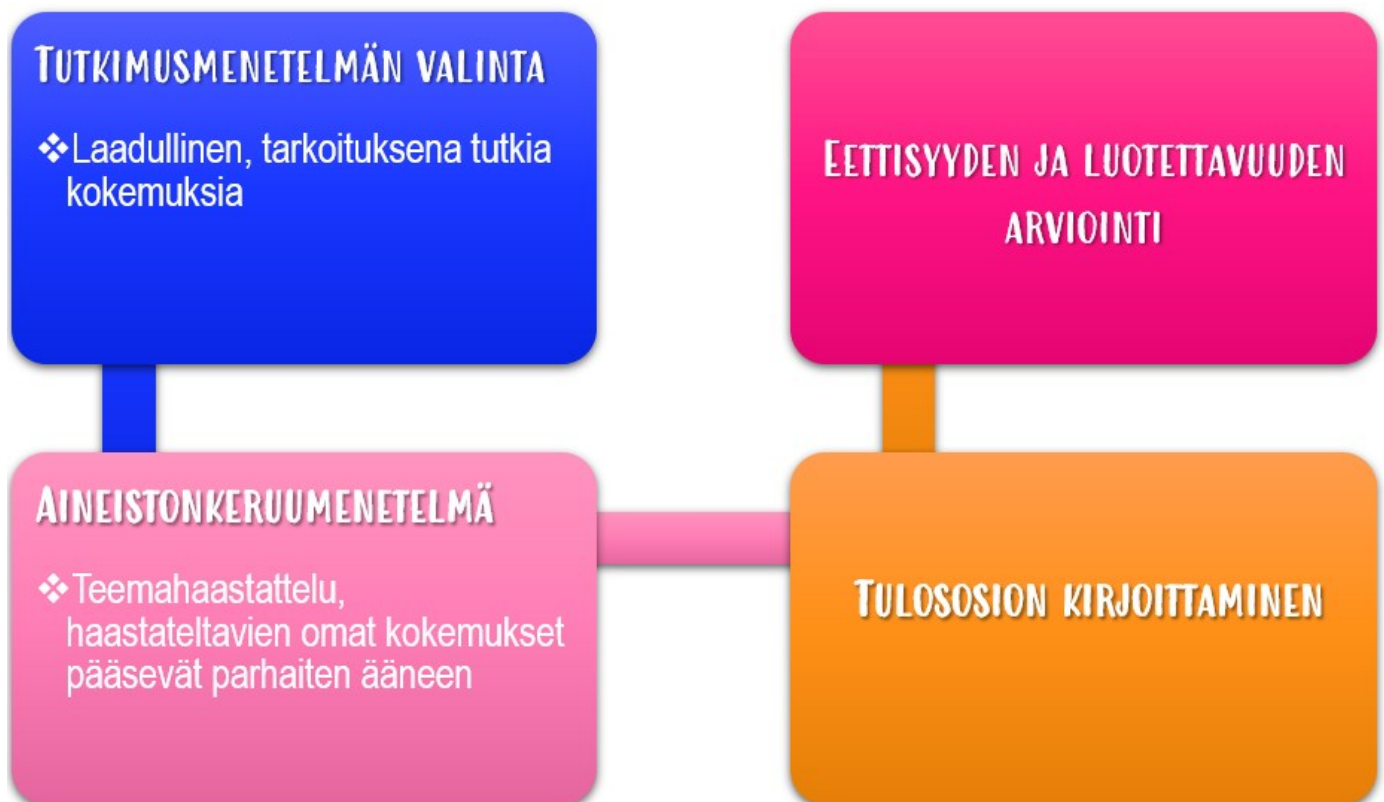 TUTKIMUSMENETELMÄN VALINTA
❖Laadullinen, tarkoituksena tutkia
kokemuksia
AINEISTONKERUUMENETELMÄ
❖Teemahaastattelu,
haastateltavien omat kokemukset
pääsevät parhaiten ääneen
TULOSOSION KIRJOITTAMINEN
EETTISYYDEN JA LUOTETTAVUUDEN
ARVIOINTI